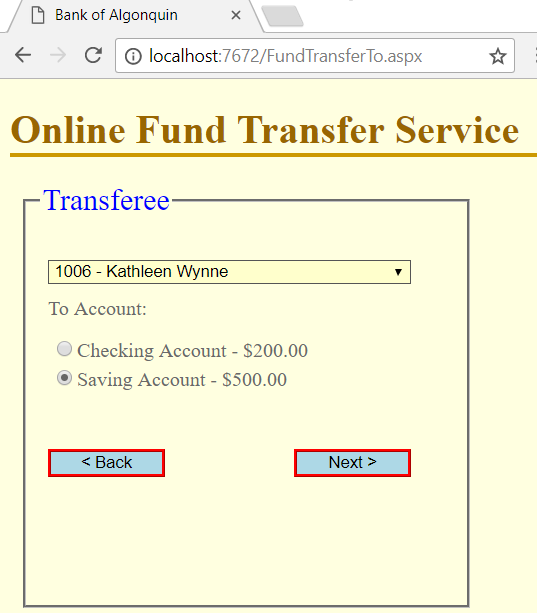 Bank of Algonquin
localhost:7672/FundTransferTo.aspx
Online Fund Transfer Service
Transferee
1006 - Kathleen Wynne
To Account:
Checking Account - $200.00
Saving Account - $500.00
< Back Next >